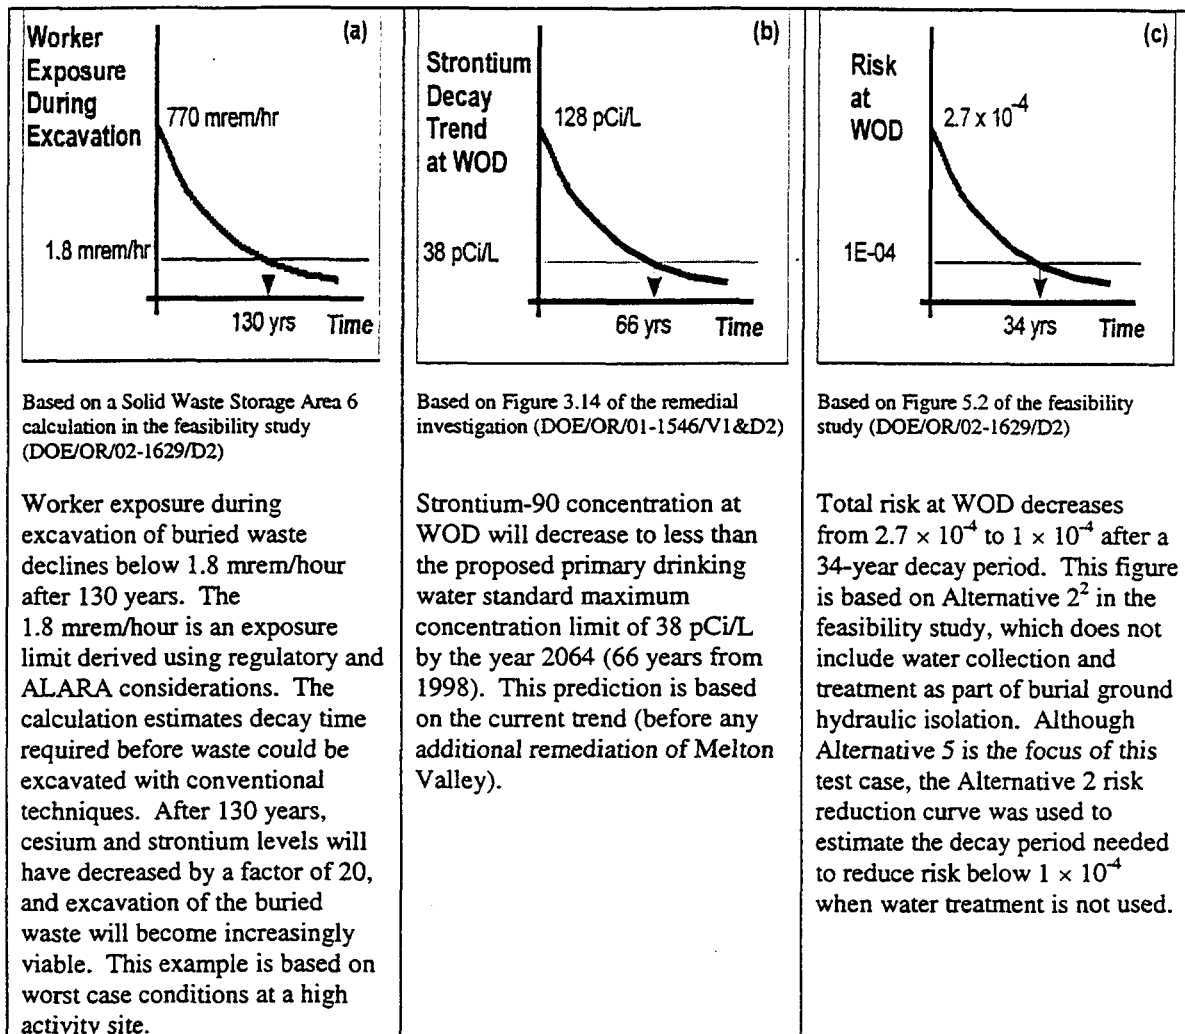 Worker
Exposure
During
Excavation
(a)
770 mrem/hr
1.8 mrem/hr
130 yrs Time
Based on a Solid Waste Storage Area 6
calculation in the feasibility study
(DOE/OR/02-1629/D2)
Worker exposure during
excavation of buried waste
declines below 1.8 mrem/hour
after 130 years. The
1.8 mrem/hour is an exposure
limit derived using regulatory and
ALARA considerations. The
calculation estimates decay time
required before waste could be
excavated with conventional
techniques. After 130 years,
cesium and strontium levels will
have decreased by a factor of 20,
and excavation of the buried
waste will become increasingly
viable. This example is based on
worst case conditions at a high
activity site.
Strontium
Decay
Trend
at WOD
(b)
128 pCi/L
38 pCi/L
66 yrs Time
Based on Figure 3.14 of the remedial
investigation (DOE/OR/01-1546/V1&D2)
Strontium-90 concentration at
WOD will decrease to less than
the proposed primary drinking
water standard maximum
concentration limit of 38 pCi/L
by the year 2064 (66 years from
1998). This prediction is based
on the current trend (before any
additional remediation of Melton
Valley).
Risk
at
WOD
(c)
2.7 x 10⁻⁴
1E-04
34 yrs Time
Based on Figure 5.2 of the feasibility
study (DOE/OR/02-1629/D2)
Total risk at WOD decreases
from 2.7 × 10⁻⁴ to 1 × 10⁻⁴ after a
34-year decay period. This figure
is based on Alternative 2² in the
feasibility study, which does not
include water collection and
treatment as part of burial ground
hydraulic isolation. Although
Alternative 5 is the focus of this
test case, the Alternative 2 risk
reduction curve was used to
estimate the decay period needed
to reduce risk below 1 × 10⁻⁴
when water treatment is not used.